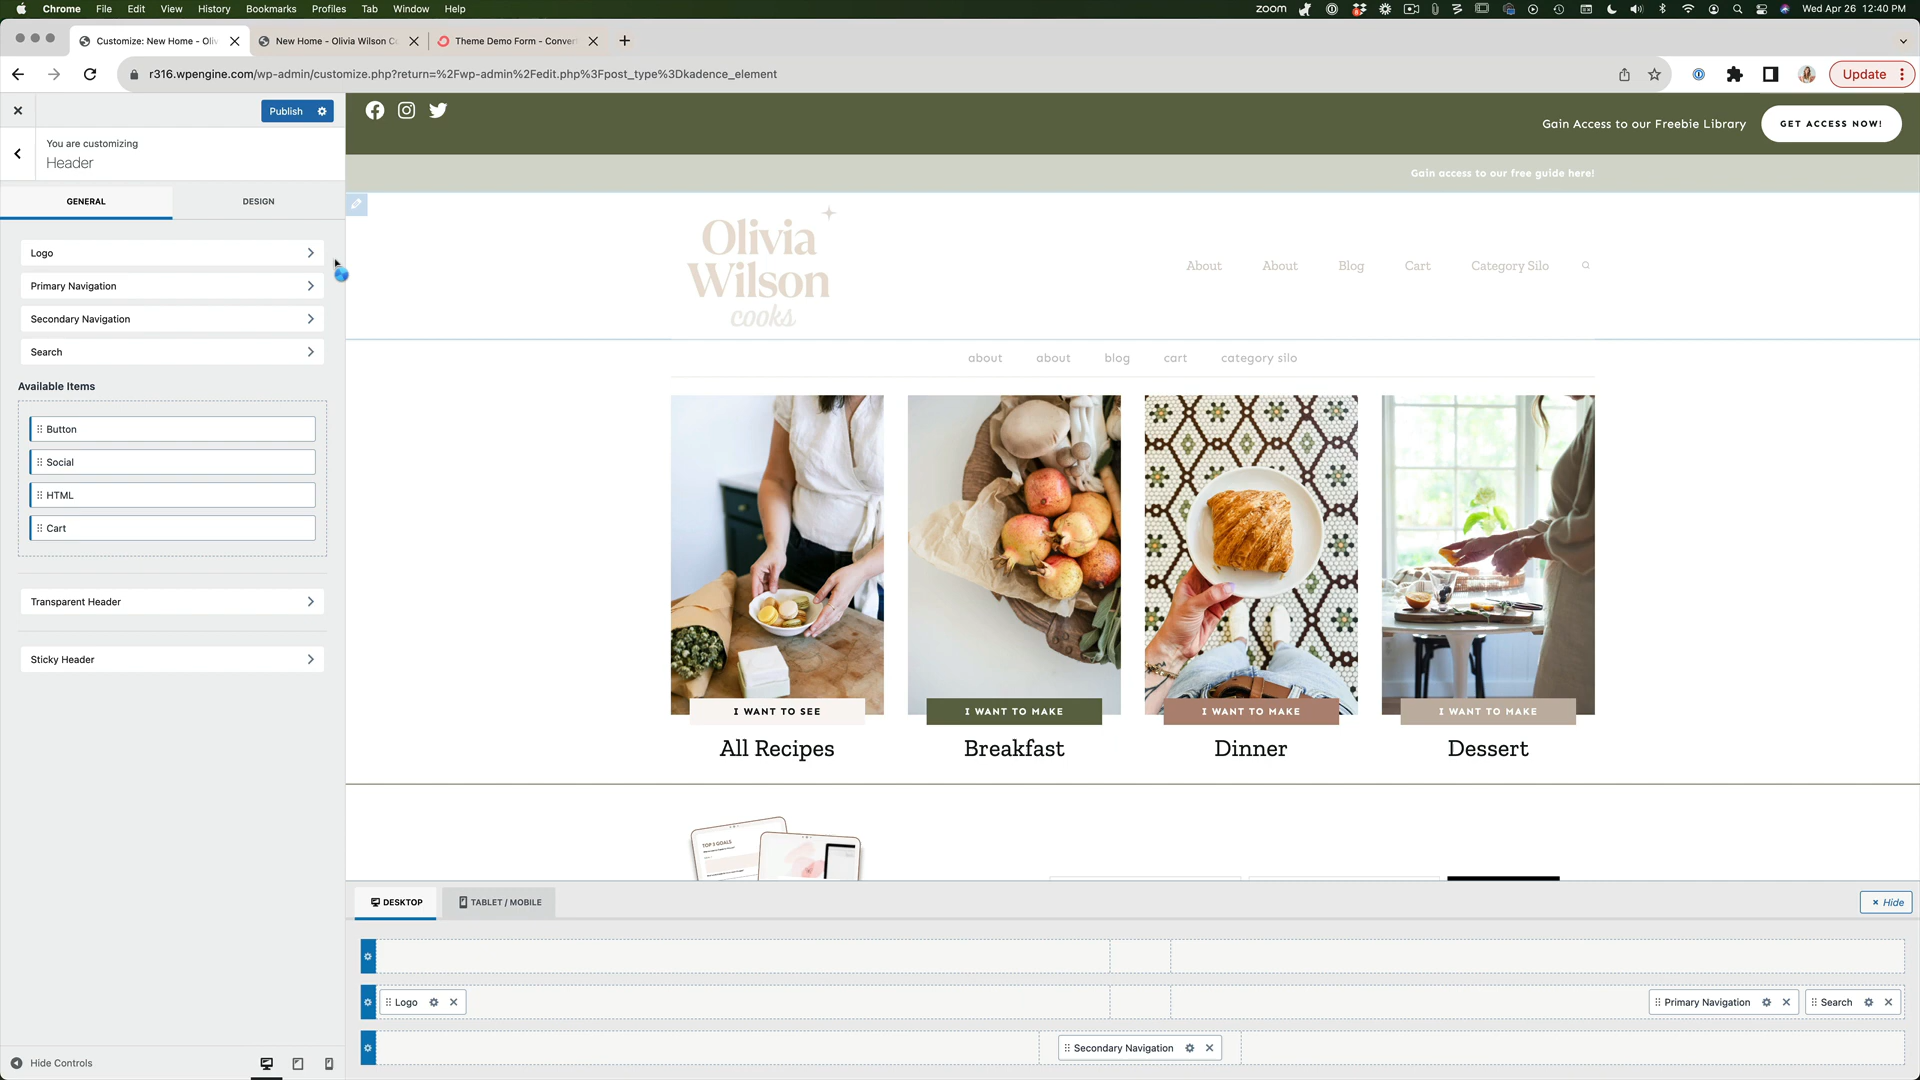 Chrome File Edit View History Bookmarks Profiles Tab Window Help zoom Wed Apr 26 12:40 PM
Customize: New Home - Oliv New Home - Olivia Wilson Co Theme Demo Form - Conver
r316.wpengine.com/wp-admin/customize.php?return=%2Fwp-admin%2Fedit.php%3Fpost_type%3Dkadence_element Update
Publish
You are customizing
Header
GENERAL DESIGN
Logo
Primary Navigation
Secondary Navigation
Search
Available Items
Button
Social
HTML
Cart
Transparent Header
Sticky Header
Hide Controls
Gain Access to our Freebie Library GET ACCESS NOW!
Gain access to our free guide here!
Olivia
Wilson
cooks
About About Blog Cart Category Silo
about about blog cart category silo
I WANT TO SEE I WANT TO MAKE I WANT TO MAKE I WANT TO MAKE
All Recipes Breakfast Dinner Dessert
TOP 3 GOALS
DESKTOP TABLET / MOBILE × Hide
Logo Primary Navigation Search
Secondary Navigation